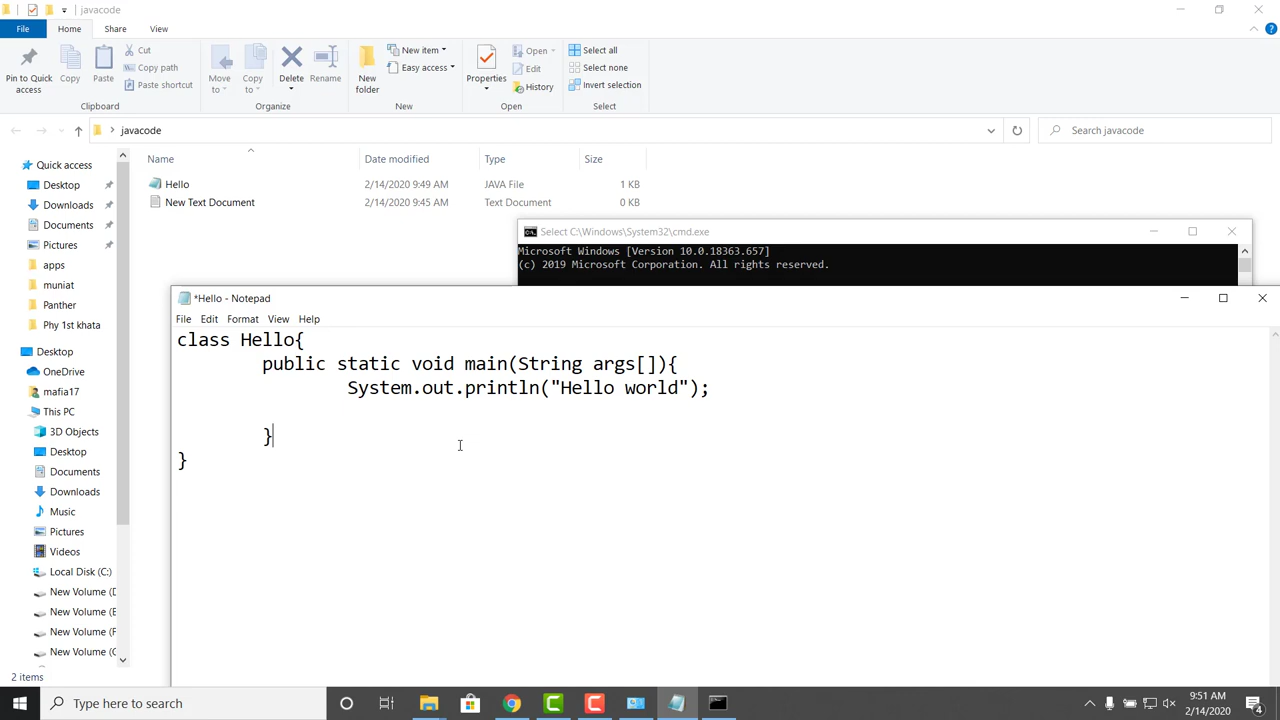 javacode
File Home Share View
Pin to Quick access
Copy
Paste
Cut
Copy path
Paste shortcut
Clipboard
Move to
Copy to
Delete
Rename
Organize
New folder
New item
Easy access
New
Properties
Open
Edit
History
Open
Select all
Select none
Invert selection
Select
javacode
Search javacode
Name Date modified Type Size
Hello 2/14/2020 9:49 AM JAVA File 1 KB
New Text Document 2/14/2020 9:45 AM Text Document 0 KB
Quick access
Desktop
Downloads
Documents
Pictures
apps
muniat
Panther
Phy 1st khata
Desktop
OneDrive
mafia17
This PC
3D Objects
Desktop
Documents
Downloads
Music
Pictures
Videos
Local Disk (C:)
New Volume (D
New Volume (E
New Volume (F
New Volume (G
2 items
Select C:\Windows\System32\cmd.exe
Microsoft Windows [Version 10.0.18363.657]
(c) 2019 Microsoft Corporation. All rights reserved.
*Hello - Notepad
File Edit Format View Help
class Hello{
public static void main(String args[]){
System.out.println("Hello world");
}
}
Type here to search
9:51 AM
2/14/2020
4